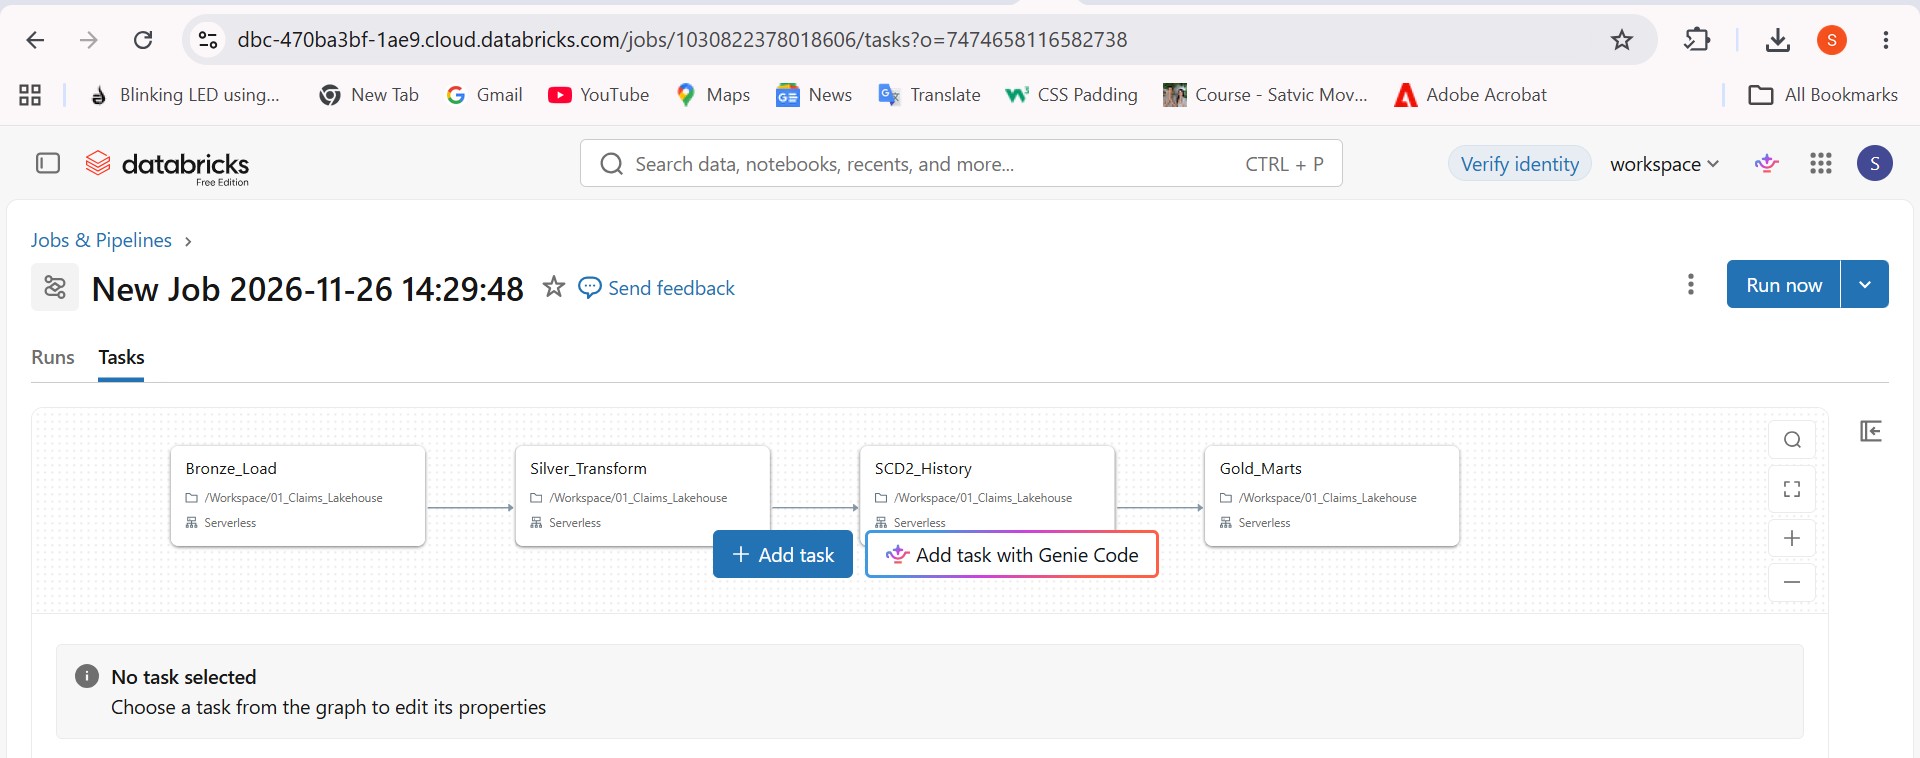 dbc-470ba3bf-1ae9.cloud.databricks.com/jobs/1030822378018606/tasks?o=7474658116582738
S
Blinking LED using...
New Tab
Gmail
YouTube
Maps
News
Translate
CSS Padding
Course - Satvic Mov...
Adobe Acrobat
All Bookmarks
databricks
Free Edition
Search data, notebooks, recents, and more...
CTRL + P
Verify identity
workspace
S
Jobs & Pipelines
New Job 2026-11-26 14:29:48
Send feedback
Run now
Runs
Tasks
Bronze_Load
/Workspace/01_Claims_Lakehouse
Serverless
Silver_Transform
/Workspace/01_Claims_Lakehouse
Serverless
SCD2_History
/Workspace/01_Claims_Lakehouse
Serverless
Gold_Marts
/Workspace/01_Claims_Lakehouse
Serverless
+ Add task
Add task with Genie Code
No task selected
Choose a task from the graph to edit its properties